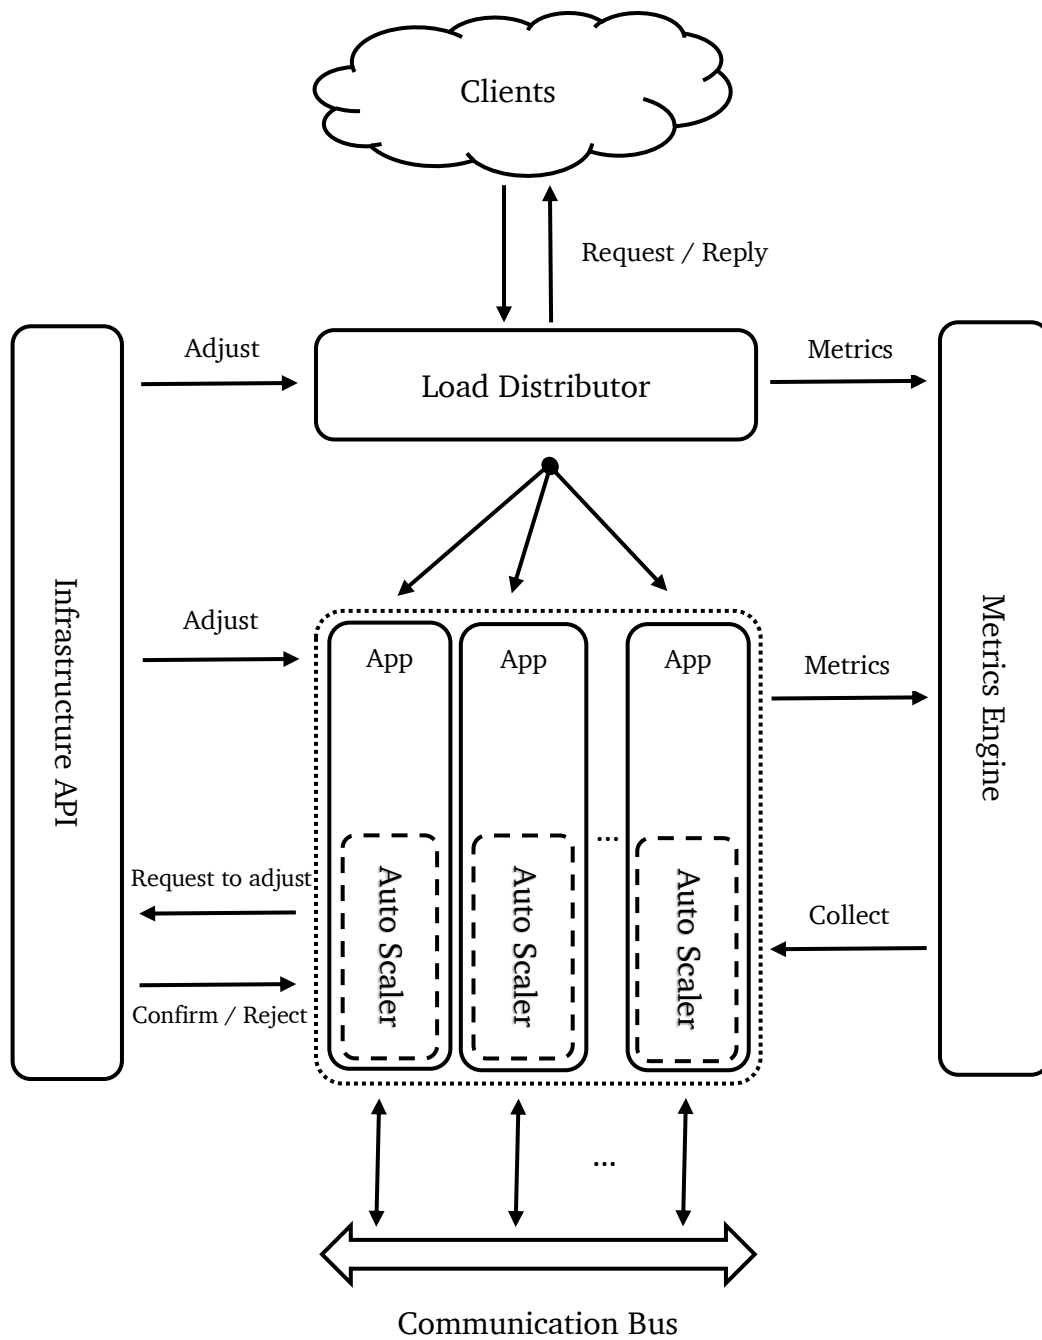 Clients
Request / Reply
Adjust
Load Distributor
Metrics
Infrastructure API
Adjust
App
App
App
Metrics
Metrics Engine
...
Request to adjust
Auto Scaler
Auto Scaler
Auto Scaler
Collect
Confirm / Reject
...
Communication Bus